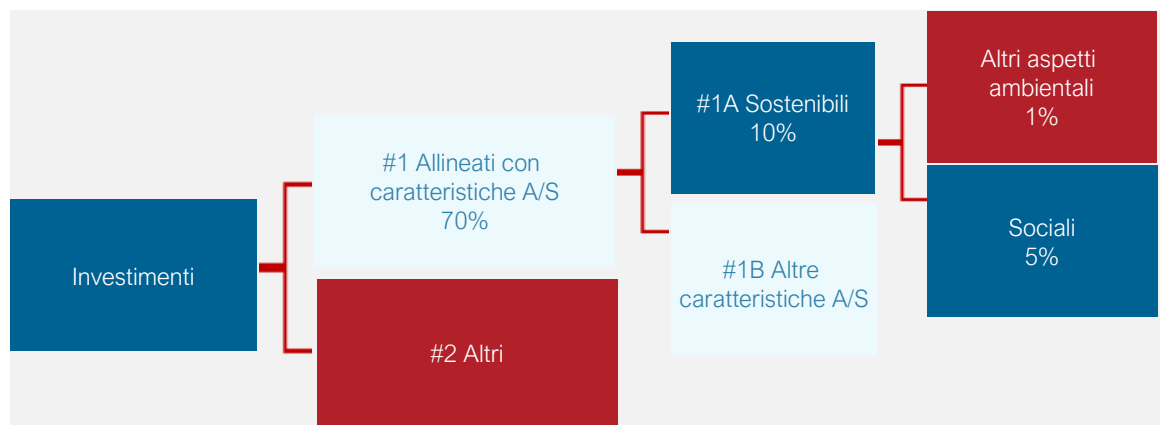 Investimenti
#1 Allineati con
caratteristiche A/S
70%
#2 Altri
#1A Sostenibili
10%
#1B Altre
caratteristiche A/S
Altri aspetti
ambientali
1%
Sociali
5%